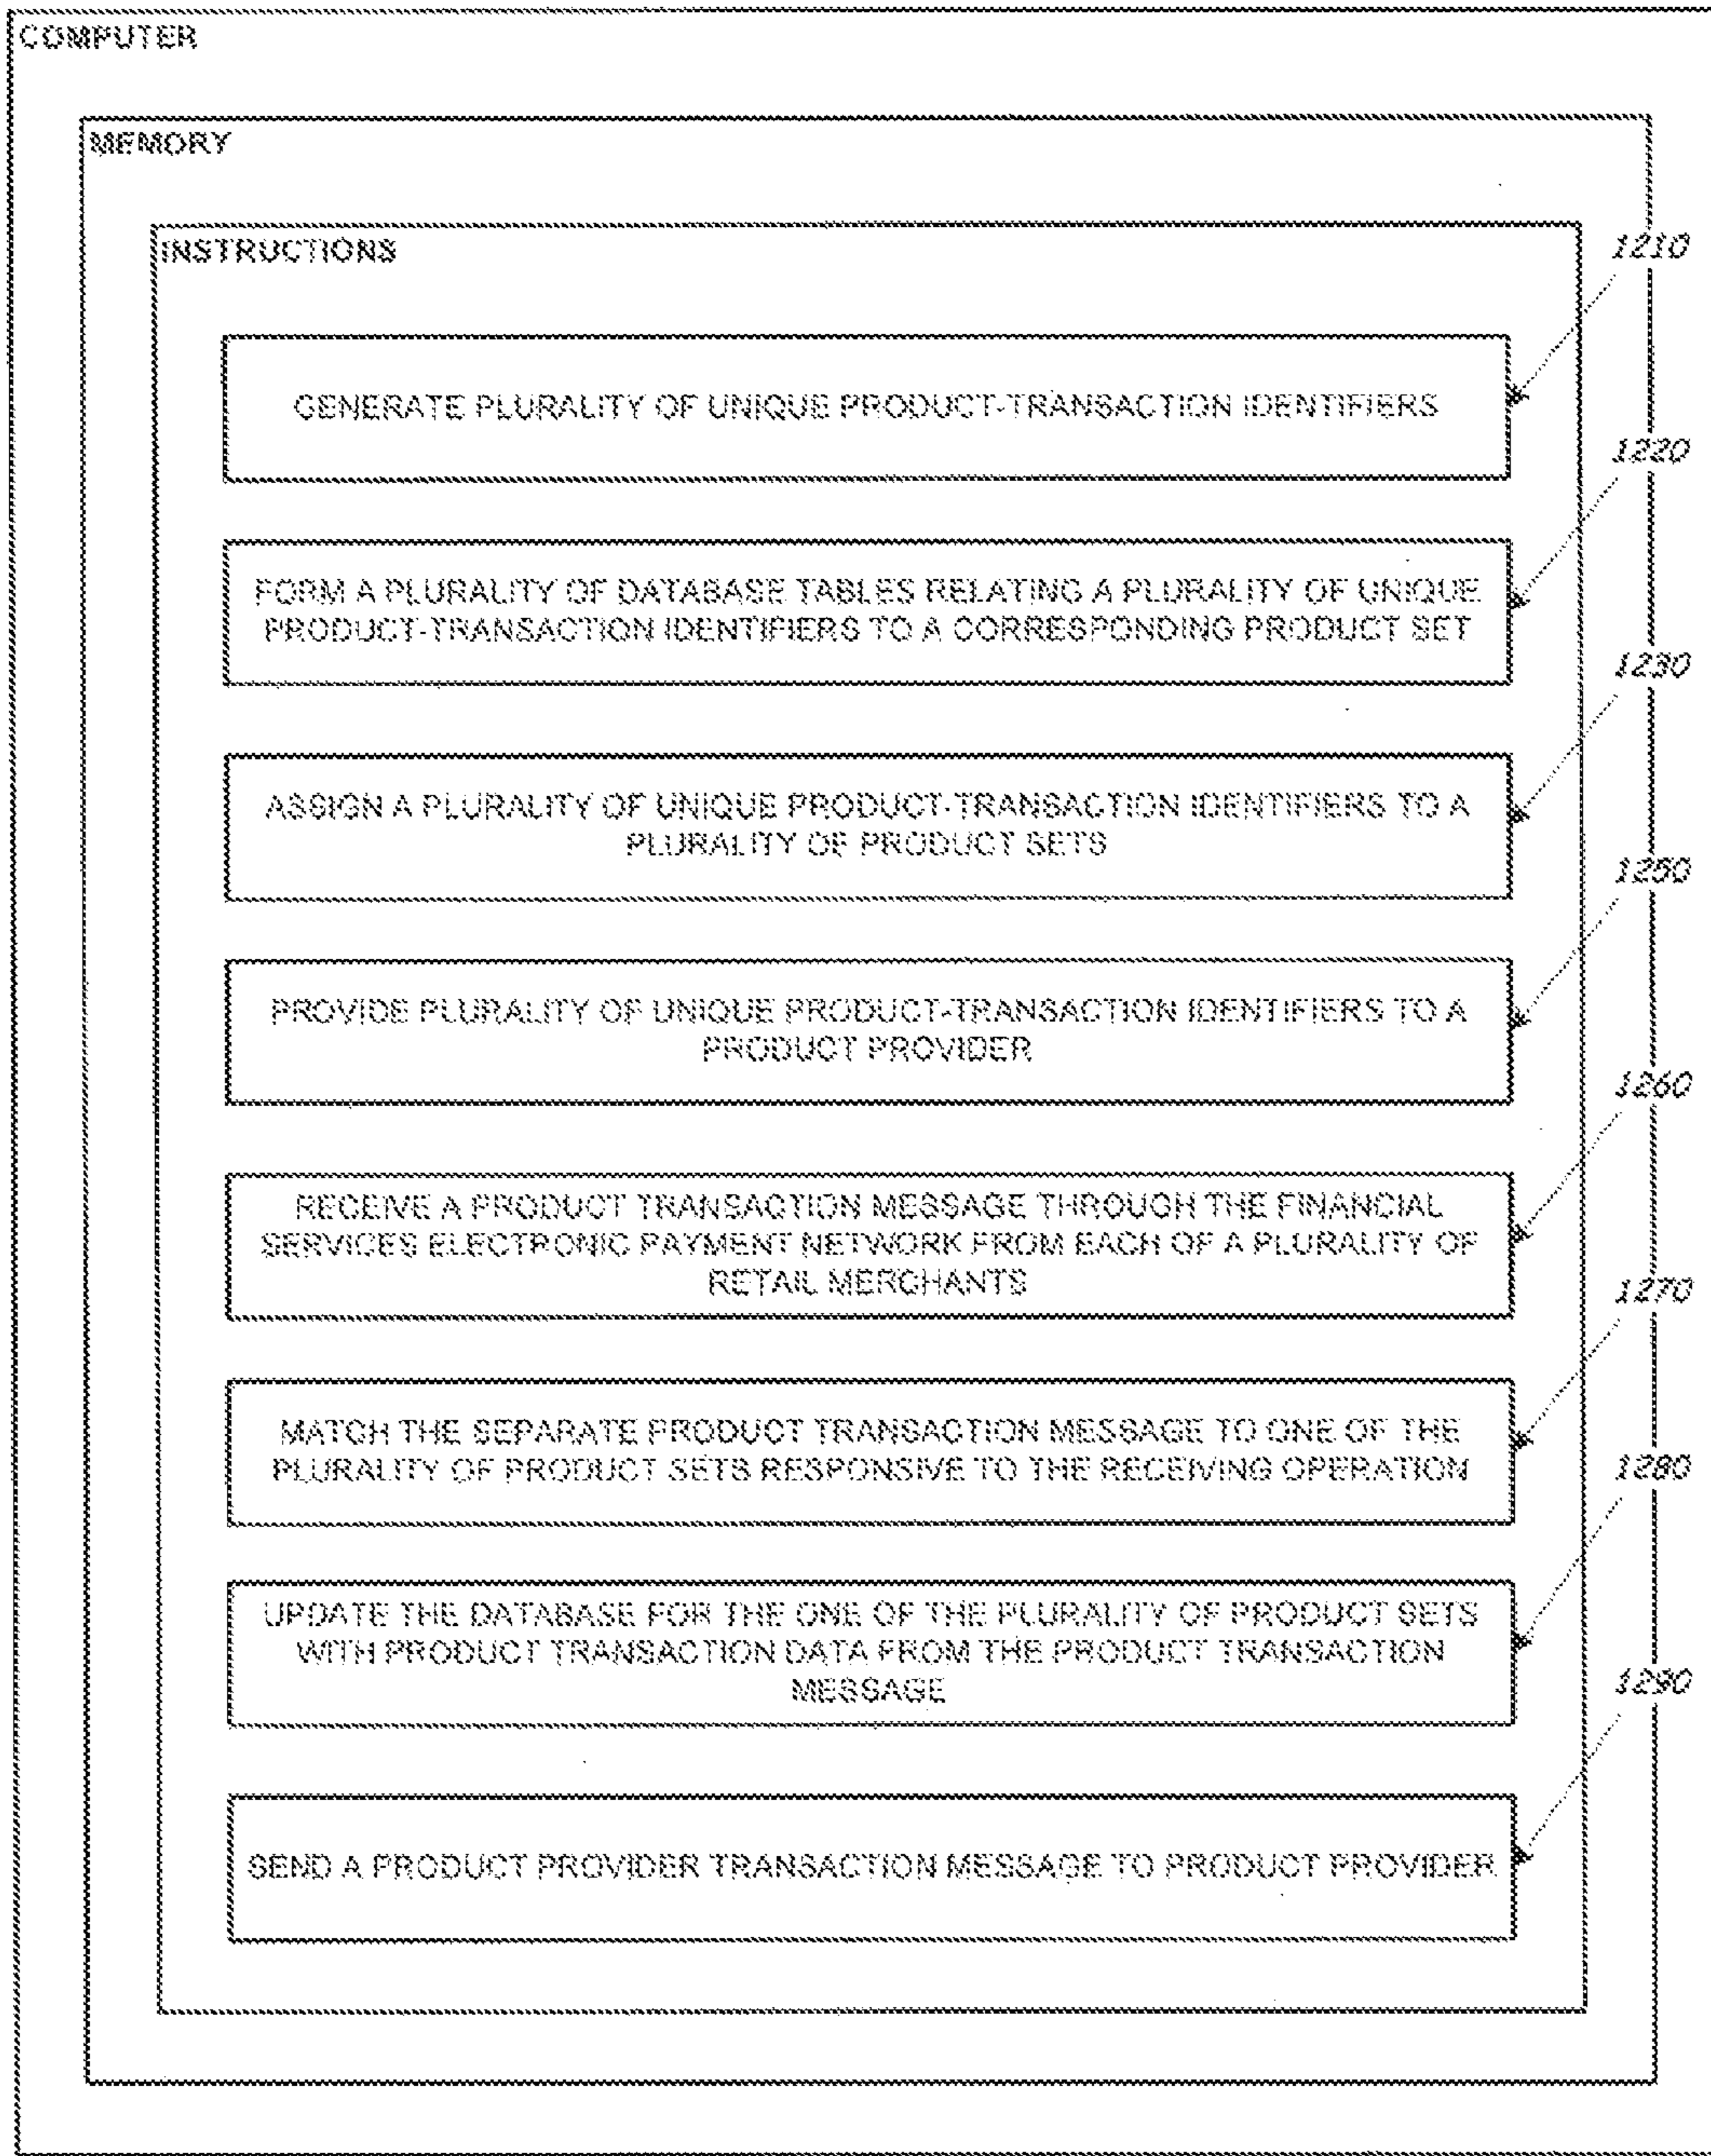 COMPUTER
MEMORY
INSTRUCTIONS
1210
GENERATE PLURALITY OF UNIQUE PRODUCT-TRANSACTION IDENTIFIERS
1220
FORM A PLURALITY OF DATABASE TABLES RELATING A PLURALITY OF UNIQUE
PRODUCT-TRANSACTION IDENTIFIERS TO A CORRESPONDING PRODUCT SET
1230
ASSIGN A PLURALITY OF UNIQUE PRODUCT-TRANSACTION IDENTIFIERS TO A
PLURALITY OF PRODUCT SETS
1250
PROVIDE PLURALITY OF UNIQUE PRODUCT-TRANSACTION IDENTIFIERS TO A
PRODUCT PROVIDER
1260
RECEIVE A PRODUCT TRANSACTION MESSAGE THROUGH THE FINANCIAL
SERVICES ELECTRONIC PAYMENT NETWORK FROM EACH OF A PLURALITY OF
RETAIL MERCHANTS
1270
MATCH THE SEPARATE PRODUCT TRANSACTION MESSAGE TO ONE OF THE
PLURALITY OF PRODUCT SETS RESPONSIVE TO THE RECEIVING OPERATION
1280
UPDATE THE DATABASE FOR THE ONE OF THE PLURALITY OF PRODUCT SETS
WITH PRODUCT TRANSACTION DATA FROM THE PRODUCT TRANSACTION
MESSAGE
1290
SEND A PRODUCT PROVIDER TRANSACTION MESSAGE TO PRODUCT PROVIDER